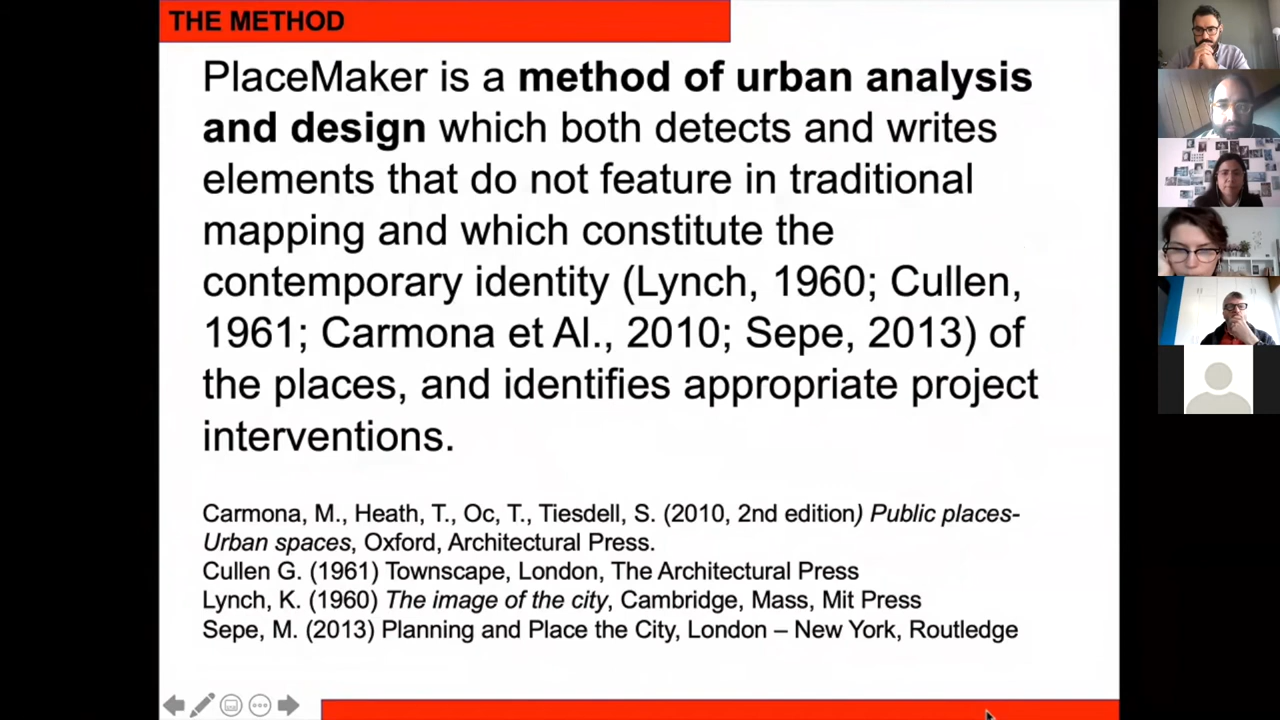 THE METHOD
PlaceMaker is a method of urban analysis
and design which both detects and writes
elements that do not feature in traditional
mapping and which constitute the
contemporary identity (Lynch, 1960; Cullen,
1961; Carmona et Al., 2010; Sepe, 2013) of
the places, and identifies appropriate project
interventions.
Carmona, M., Heath, T., Oc, T., Tiesdell, S. (2010, 2nd edition) Public places-
Urban spaces, Oxford, Architectural Press.
Cullen G. (1961) Townscape, London, The Architectural Press
Lynch, K. (1960) The image of the city, Cambridge, Mass, Mit Press
Sepe, M. (2013) Planning and Place the City, London – New York, Routledge